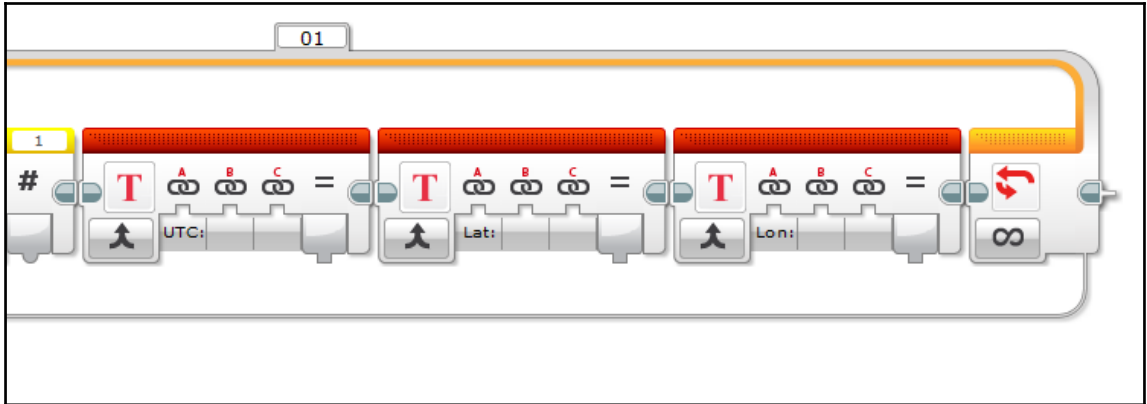 01
1
#
T A B C =
UTC:
T A B C =
Lat:
T A B C =
Lon:
∞